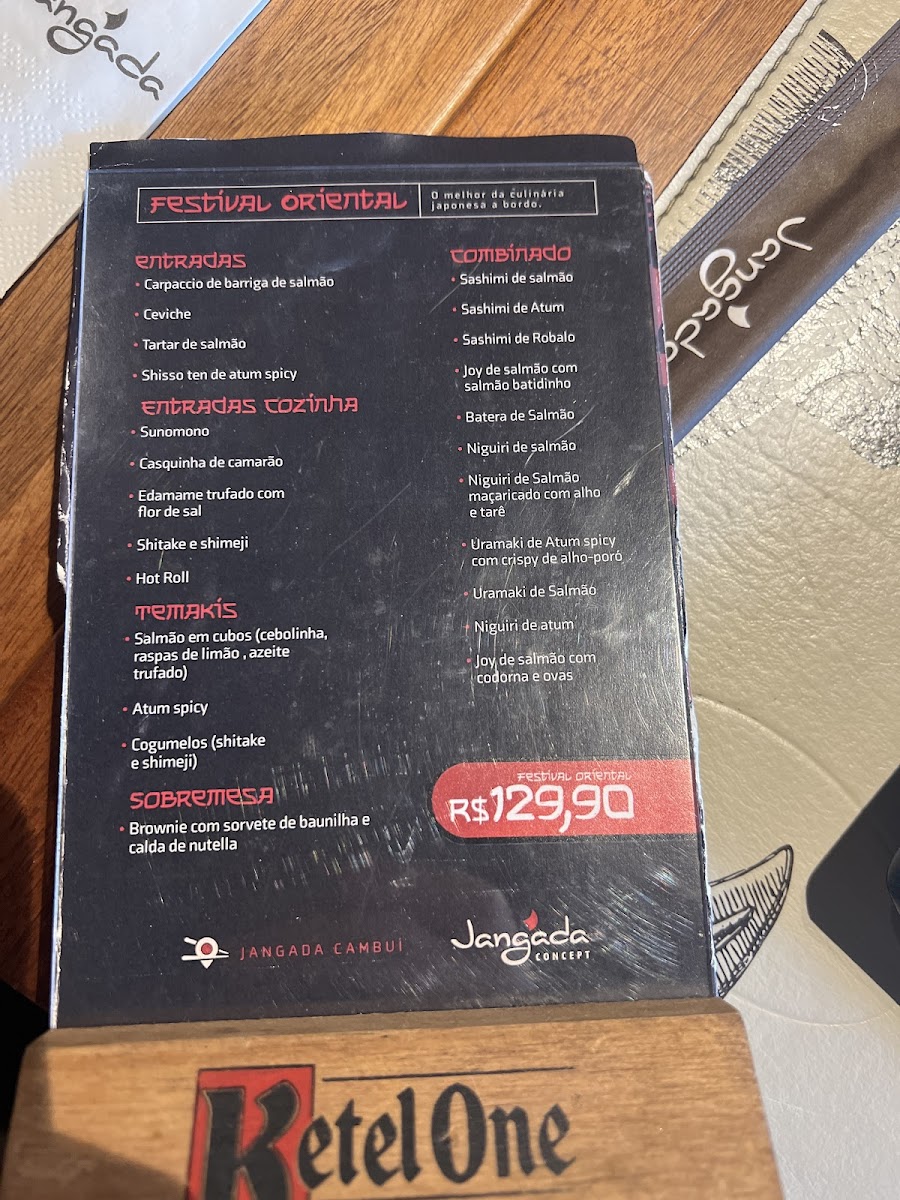 Jangada
FESTIVAL ORIENTAL
O melhor da culinária
japonesa a bordo.
ENTRADAS
• Carpaccio de barriga de salmão
• Ceviche
• Tartar de salmão
• Shisso ten de atum spicy
ENTRADAS COZINHA
• Sunomono
• Casquinha de camarão
• Edamame trufado com
flor de sal
• Shitake e shimeji
• Hot Roll
TEMAKIS
• Salmão em cubos (cebolinha,
raspas de limão , azeite
trufado)
• Atum spicy
• Cogumelos (shitake
e shimeji)
SOBREMESA
• Brownie com sorvete de baunilha e
calda de nutella
COMBINADO
• Sashimi de salmão
• Sashimi de Atum
• Sashimi de Robalo
• Joy de salmão com
salmão batidinho
• Batera de Salmão
• Niguiri de salmão
• Niguiri de Salmão
maçaricado com alho
e tarê
• Uramaki de Atum spicy
com crispy de alho-poró
• Uramaki de Salmão
• Niguiri de atum
• Joy de salmão com
codorna e ovas
FESTIVAL ORIENTAL
R$129,90
JANGADA CAMBUÍ
Jangada
CONCEPT
Jangada
Ketel One